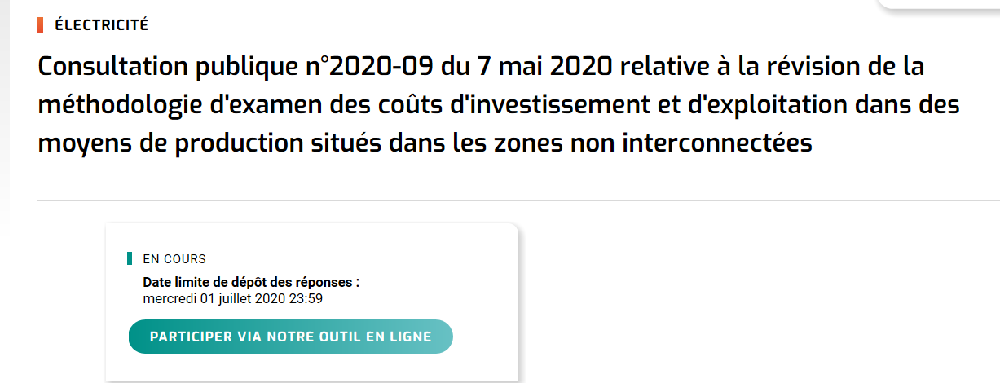 ÉLECTRICITÉ
Consultation publique n°2020-09 du 7 mai 2020 relative à la révision de la
méthodologie d'examen des coûts d'investissement et d'exploitation dans des
moyens de production situés dans les zones non interconnectées
EN COURS
Date limite de dépôt des réponses :
mercredi 01 juillet 2020 23:59
PARTICIPER VIA NOTRE OUTIL EN LIGNE